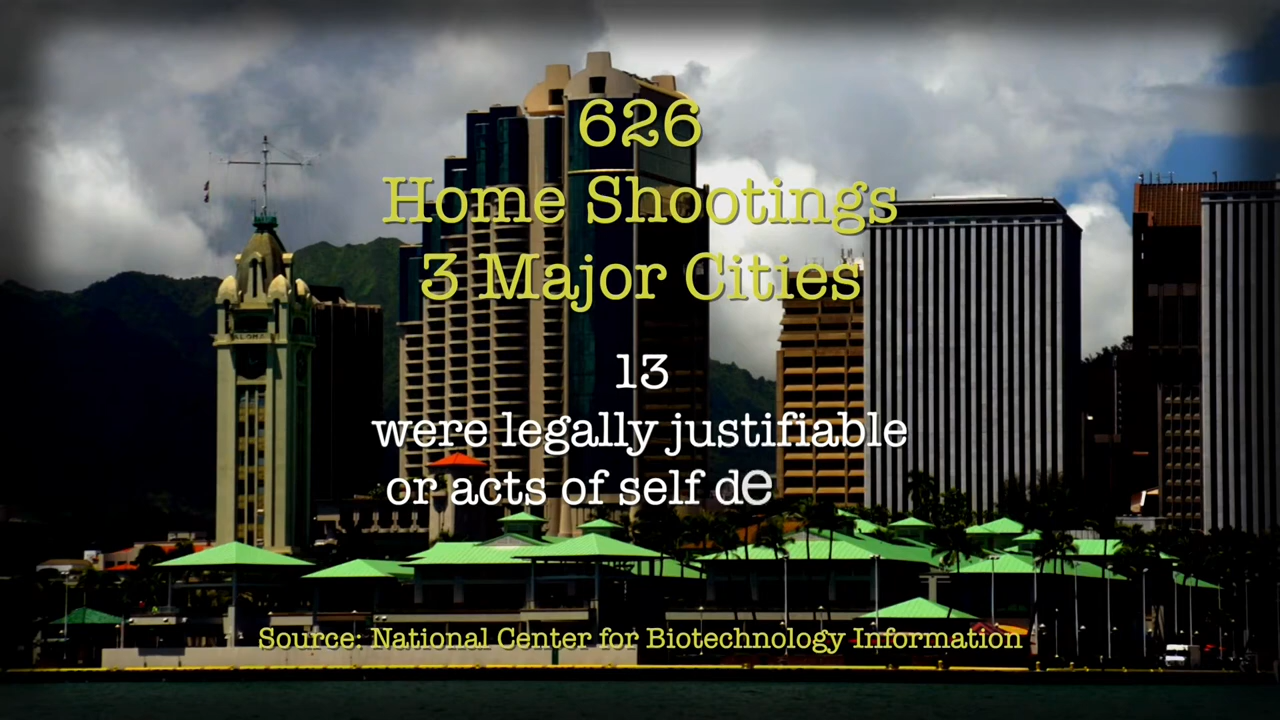 626
Home Shootings
3 Major Cities
13
were legally justifiable
or acts of self de
Source: National Center for Biotechnology Information